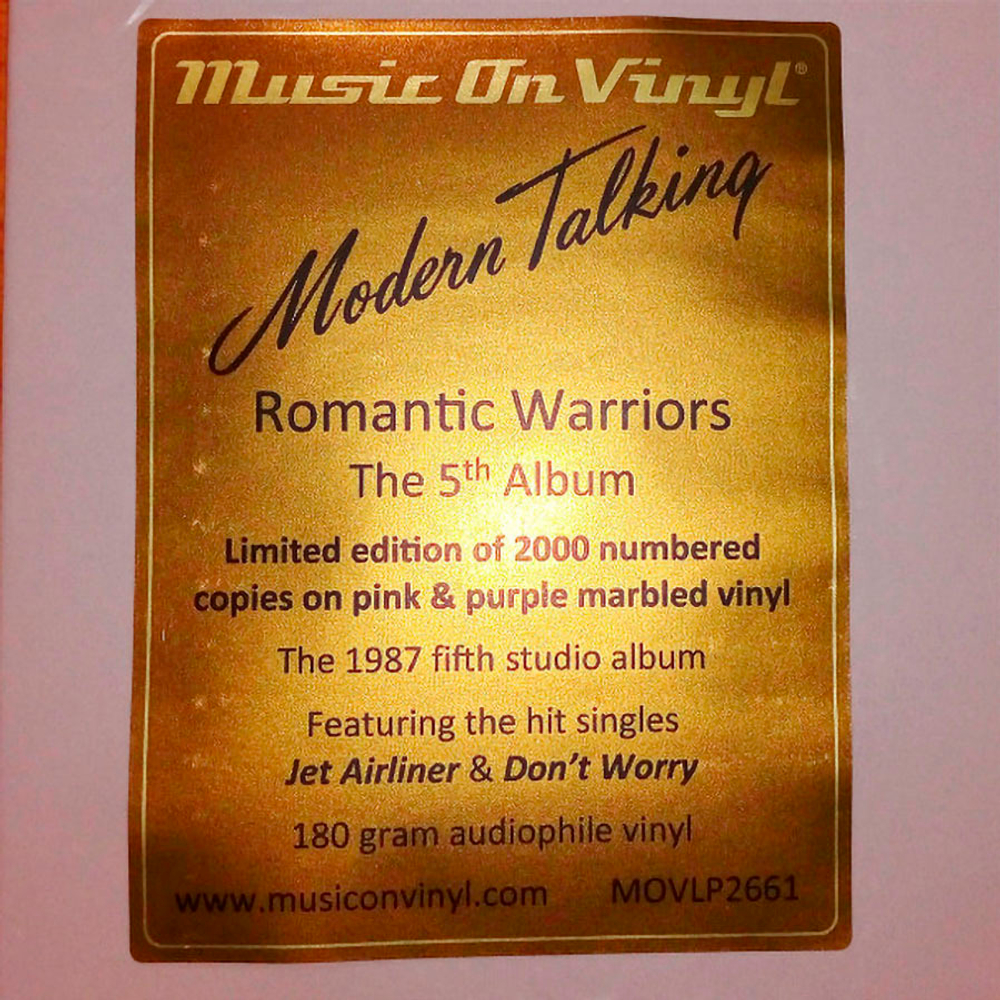 Music On Vinyl®
Modern Talking
Romantic Warriors
The 5th Album
Limited edition of 2000 numbered
copies on pink & purple marbled vinyl
The 1987 fifth studio album
Featuring the hit singles
Jet Airliner & Don't Worry
180 gram audiophile vinyl
www.musiconvinyl.com MOVLP2661